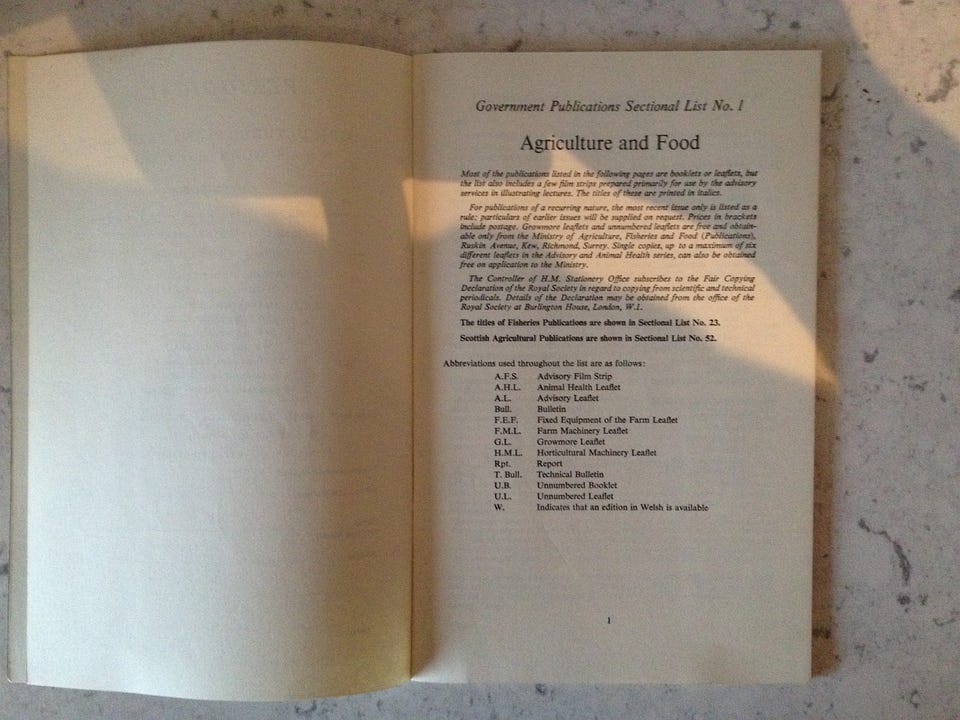 Government Publications Sectional List No. 1
Agriculture and Food
Most of the publications listed in the following pages are booklets or leaflets, but
the list also includes a few film strips prepared primarily for use by the advisory
services in illustrating lectures. The titles of these are printed in italics.
For publications of a recurring nature, the most recent issue only is listed as a
rule; particulars of earlier issues will be supplied on request. Prices in brackets
include postage. Growmore leaflets and unnumbered leaflets are free and obtain-
able only from the Ministry of Agriculture, Fisheries and Food (Publications),
Ruskin Avenue, Kew, Richmond, Surrey. Single copies, up to a maximum of six
different leaflets in the Advisory and Animal Health series, can also be obtained
free on application to the Ministry.
The Controller of H.M. Stationery Office subscribes to the Fair Copying
Declaration of the Royal Society in regard to copying from scientific and technical
periodicals. Details of the Declaration may be obtained from the office of the
Royal Society at Burlington House, London, W.1.
The titles of Fisheries Publications are shown in Sectional List No. 23.
Scottish Agricultural Publications are shown in Sectional List No. 52.
Abbreviations used throughout the list are as follows:
A.F.S. Advisory Film Strip
A.H.L. Animal Health Leaflet
A.L. Advisory Leaflet
Bull. Bulletin
F.E.F. Fixed Equipment of the Farm Leaflet
F.M.L. Farm Machinery Leaflet
G.L. Growmore Leaflet
H.M.L. Horticultural Machinery Leaflet
Rpt. Report
T. Bull. Technical Bulletin
U.B. Unnumbered Booklet
U.L. Unnumbered Leaflet
W. Indicates that an edition in Welsh is available
1